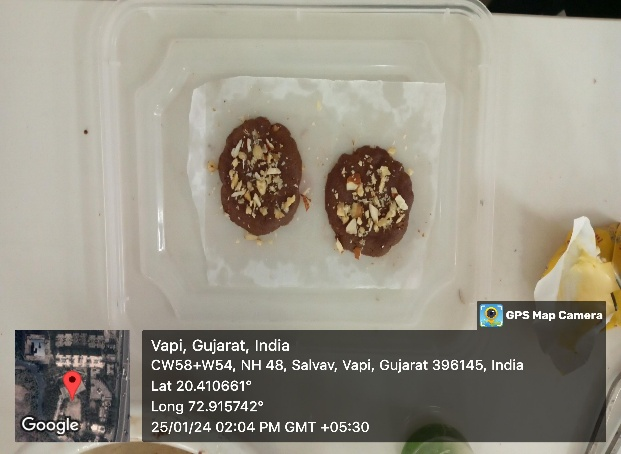 GPS Map Camera
Vapi, Gujarat, India
CW58+W54, NH 48, Salvav, Vapi, Gujarat 396145, India
Lat 20.410661°
Long 72.915742°
25/01/24 02:04 PM GMT +05:30
Google